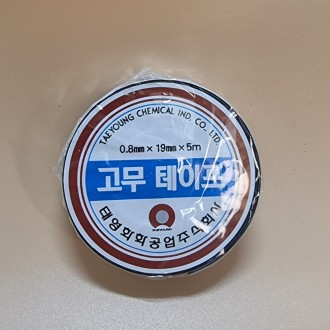 TAEYOUNG CHEMICAL IND. CO., LTD.
0.8mm × 19mm × 5m
고무 테이프
태영화학공업주식회사